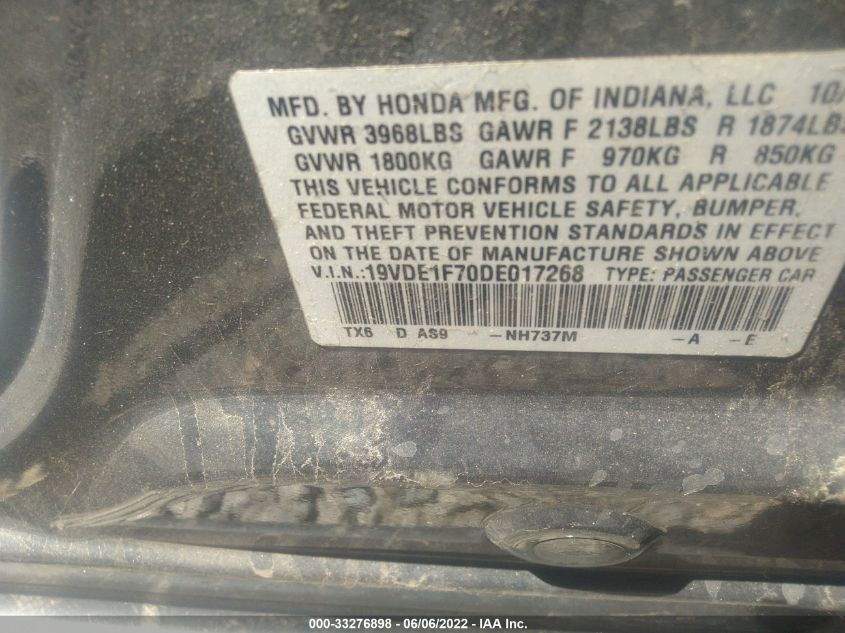 MFD. BY HONDA MFG. OF INDIANA, LLC 10/
GVWR 3968LBS GAWR F 2138LBS R 1874LBS
GVWR 1800KG GAWR F 970KG R 850KG
THIS VEHICLE CONFORMS TO ALL APPLICABLE
FEDERAL MOTOR VEHICLE SAFETY, BUMPER,
AND THEFT PREVENTION STANDARDS IN EFFECT
ON THE DATE OF MANUFACTURE SHOWN ABOVE
V.I.N.:19VDE1F70DE017268 TYPE: PASSENGER CAR
TX6 D AS9 -NH737M -A -E
000-33276898 - 06/06/2022 - IAA Inc.